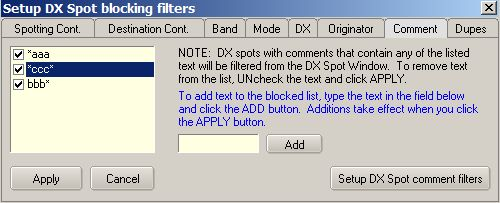 Setup DX Spot blocking filters
Spotting Cont. Destination Cont. Band Mode DX Originator Comment Dupes
*aaa
*ccc*
bbb*
NOTE: DX spots with comments that contain any of the listed
text will be filtered from the DX Spot Window. To remove text
from the list, UNcheck the text and click APPLY.
To add text to the blocked list, type the text in the field below
and click the ADD button. Additions take effect when you click
the APPLY button.
Add
Apply Cancel Setup DX Spot comment filters